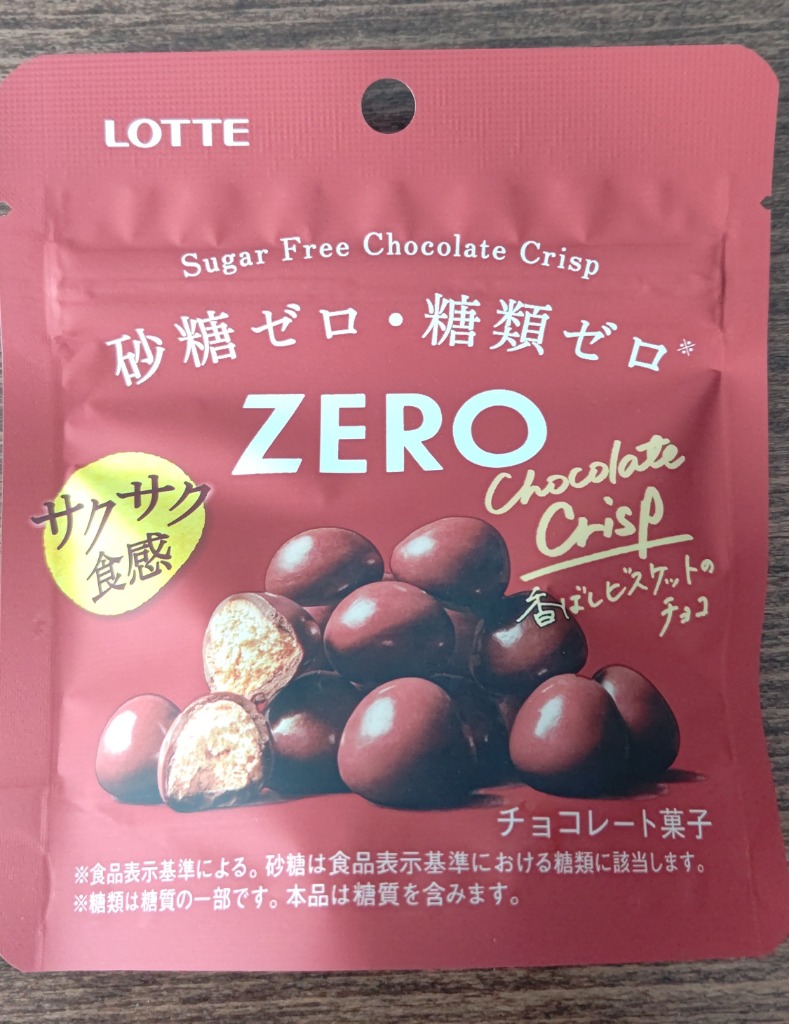 LOTTE
Sugar Free Chocolate Crisp
砂糖ゼロ・糖類ゼロ※
ZERO
Chocolate
Crisp
香ばしビスケットの
チョコ
サクサク
食感
チョコレート菓子
※食品表示基準による。砂糖は食品表示基準における糖類に該当します。
※糖類は糖質の一部です。本品は糖質を含みます。